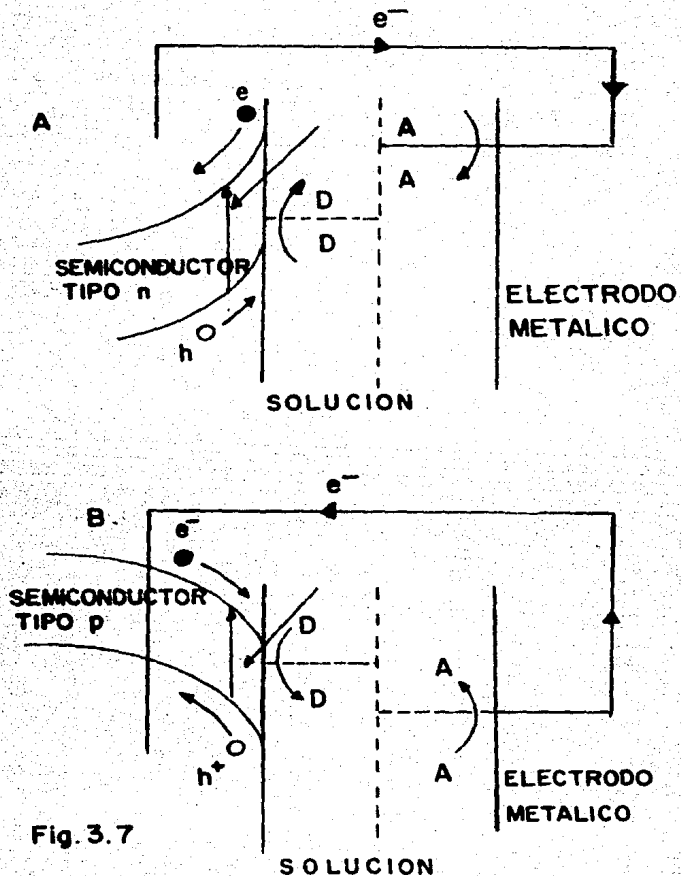 e⁻
A
e
A
A
D
D
SEMICONDUCTOR
TIPO n
h
ELECTRODO
METALICO
SOLUCION
e⁻
B.
e⁻
SEMICONDUCTOR
TIPO p
D
D
A
A
h⁺
ELECTRODO
METALICO
Fig. 3.7
SOLUCION